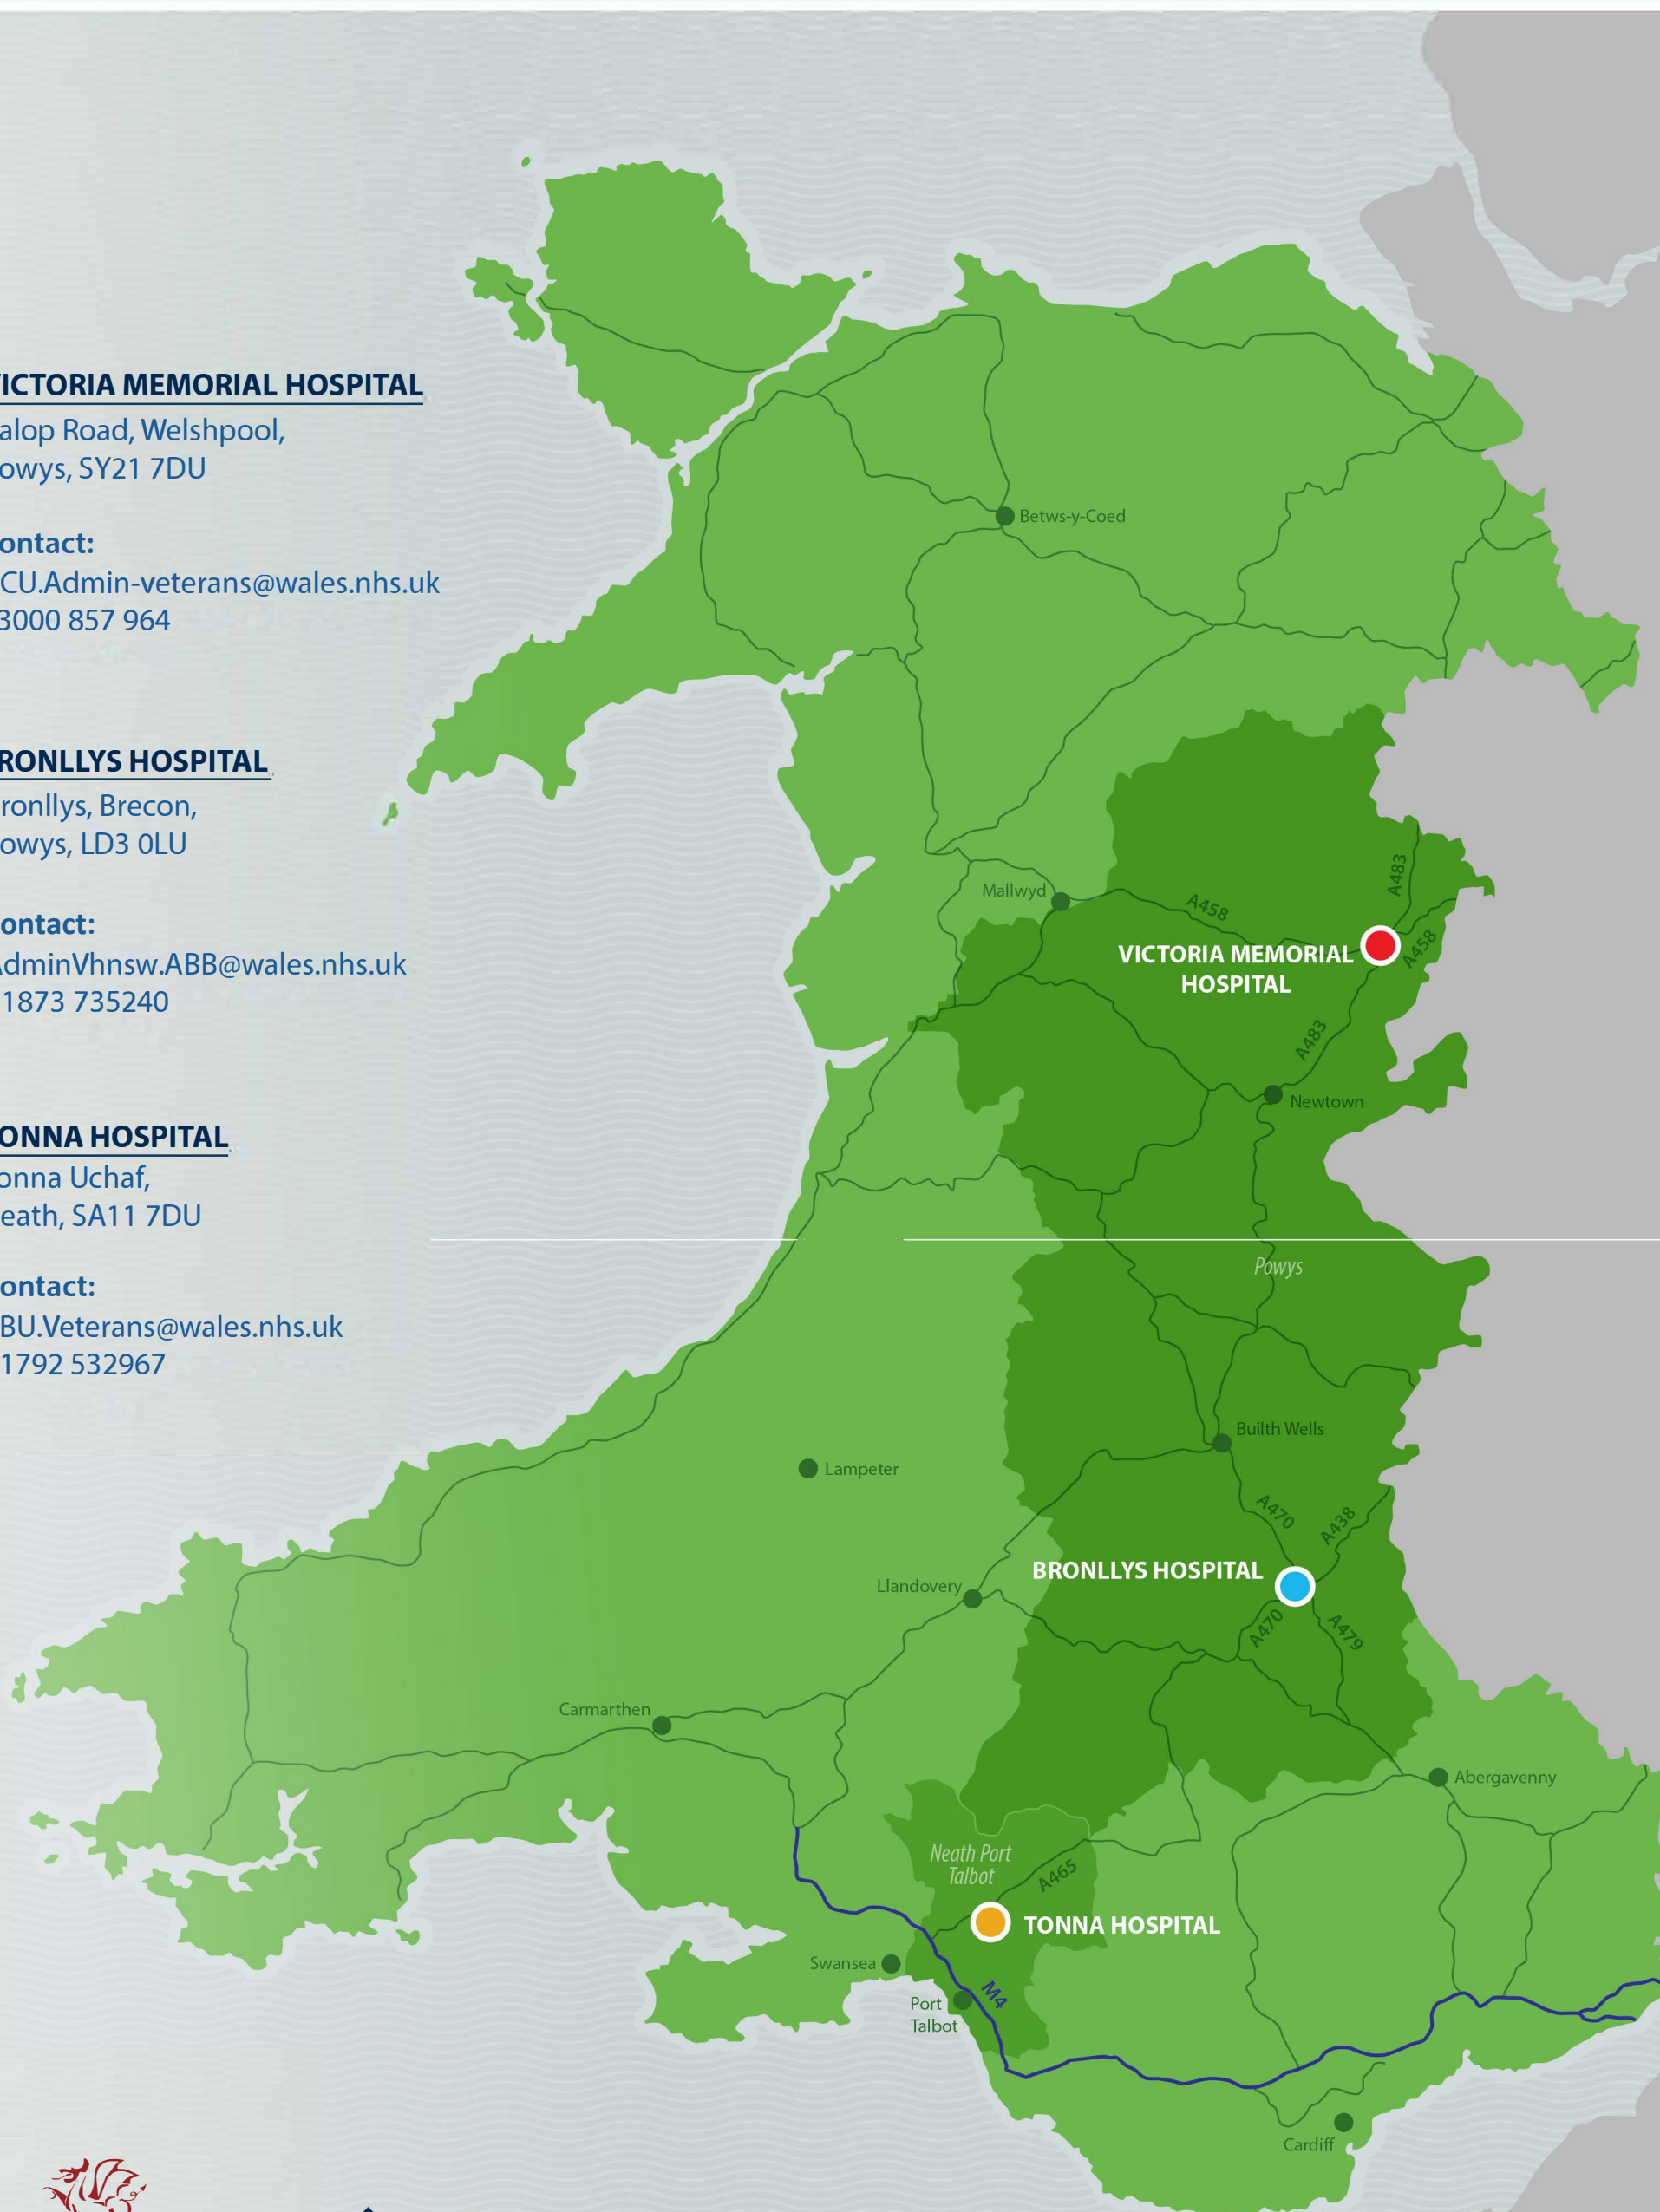 VICTORIA MEMORIAL HOSPITAL
alop Road, Welshpool,
owys, SY21 7DU
ontact:
CU.Admin-veterans@wales.nhs.uk
3000 857 964
RONLLYS HOSPITAL
ronllys, Brecon,
owys, LD3 0LU
ontact:
AdminVhnsw.ABB@wales.nhs.uk
1873 735240
ONNA HOSPITAL
onna Uchaf,
eath, SA11 7DU
ontact:
BU.Veterans@wales.nhs.uk
1792 532967
Betws-y-Coed
Mallwyd
A458
A483
VICTORIA MEMORIAL
HOSPITAL
A458
A483
Newtown
Powys
Builth Wells
Lampeter
A470
A438
BRONLLYS HOSPITAL
Llandovery
A470
A479
Carmarthen
Abergavenny
Neath Port
Talbot
A465
TONNA HOSPITAL
Swansea
Port
Talbot
M4
Cardiff